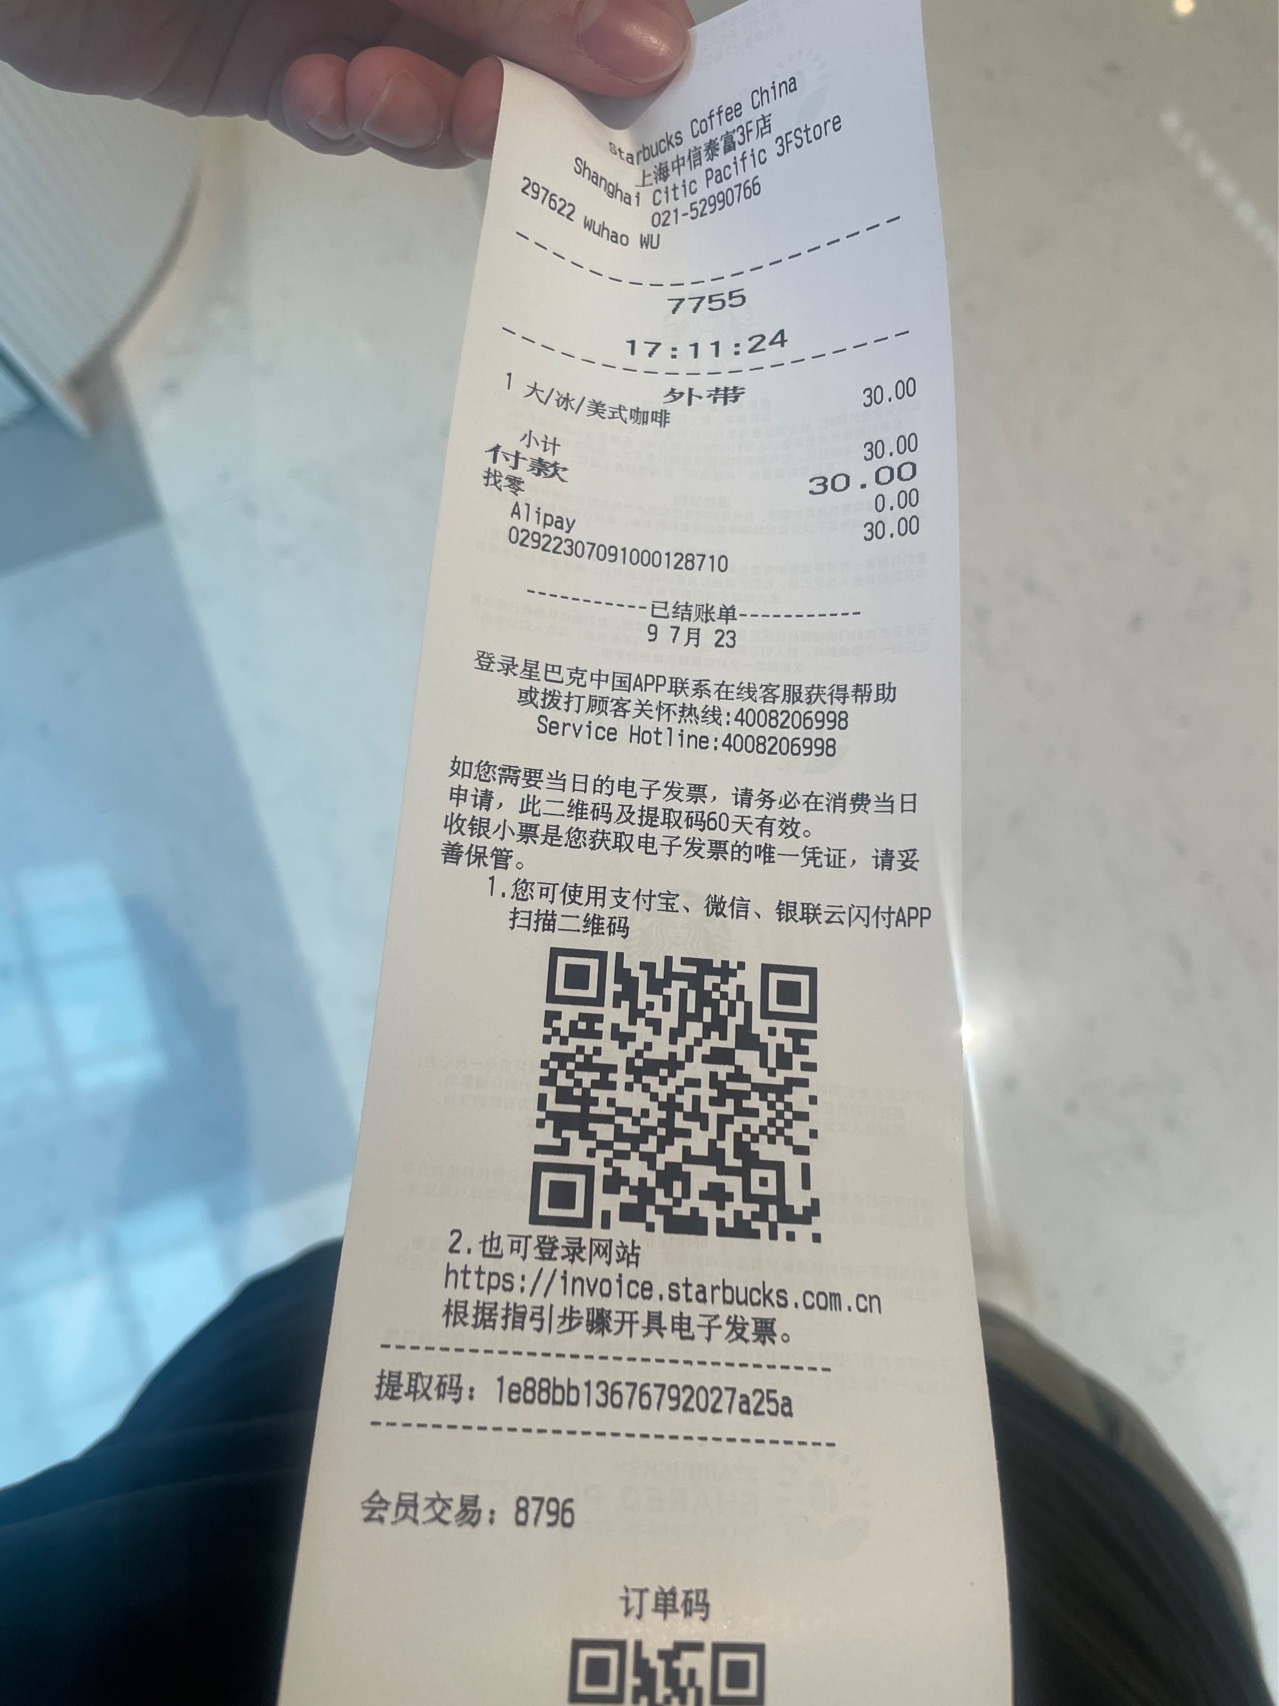 Starbucks Coffee China
上海中信泰富3F店
Shanghai Citic Pacific 3FStore
021-52990766
297622 Wuhao WU
7755
17:11:24
外带
1 大/冰/美式咖啡 30.00
小计 30.00
付款 30.00
找零 0.00
Alipay 30.00
02922307091000128710
-----------已结账单-----------
9 7月 23
登录星巴克中国APP联系在线客服获得帮助
或拨打顾客关怀热线:4008206998
Service Hotline:4008206998
如您需要当日的电子发票，请务必在消费当日
申请，此二维码及提取码60天有效。
收银小票是您获取电子发票的唯一凭证，请妥
善保管。
1.您可使用支付宝、微信、银联云闪付APP
扫描二维码
2.也可登录网站
https://invoice.starbucks.com.cn
根据指引步骤开具电子发票。
提取码：1e88bb13676792027a25a
会员交易：8796
订单码